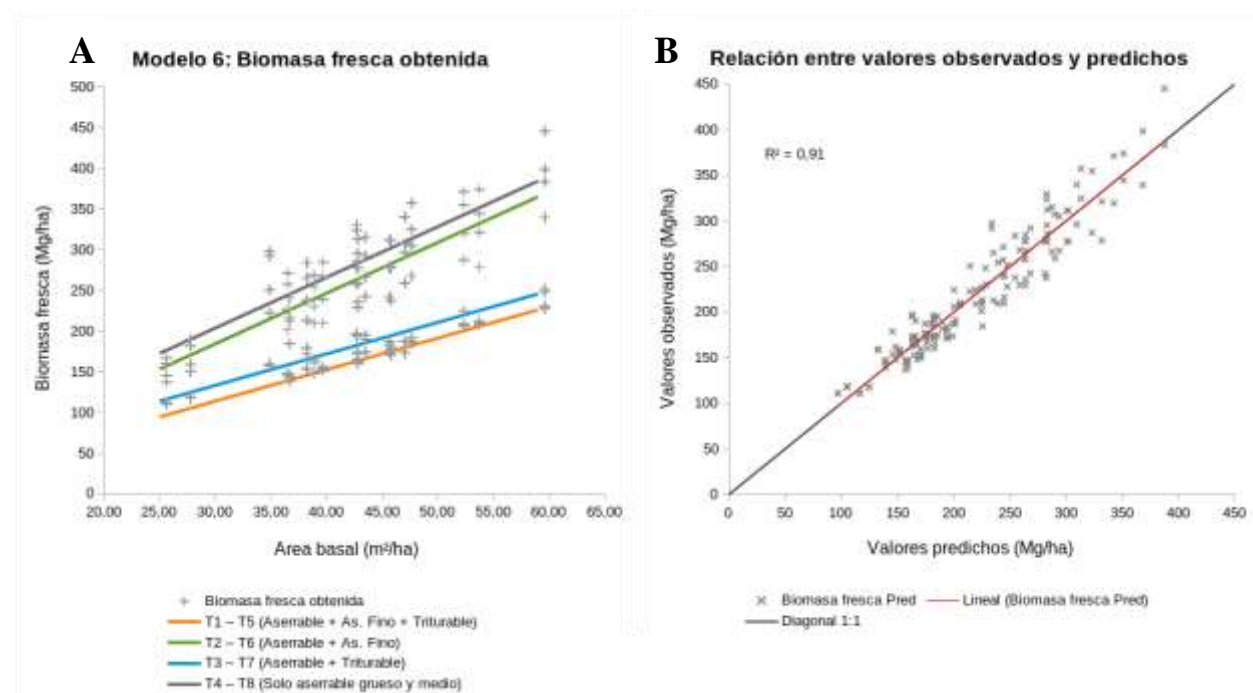 A
Modelo 6: Biomasa fresca obtenida
500
450
400
350
300
250
200
150
100
50
0
Biomasa fresca (Mg/ha)
20,00 25,00 30,00 35,00 40,00 45,00 50,00 55,00 60,00 65,00
Area basal (m²/ha)
Biomasa fresca obtenida
T1 – T5 (Aserrable + As. Fino + Triturable)
T2 – T6 (Aserrable + As. Fino)
T3 – T7 (Aserrable + Triturable)
T4 – T8 (Solo aserrable grueso y medio)
B
Relación entre valores observados y predichos
450
400
350
300
250
200
150
100
50
0
Valores observados (Mg/ha)
R² = 0,91
0 50 100 150 200 250 300 350 400 450
Valores predichos (Mg/ha)
Biomasa fresca Pred
Lineal (Biomasa fresca Pred)
Diagonal 1:1